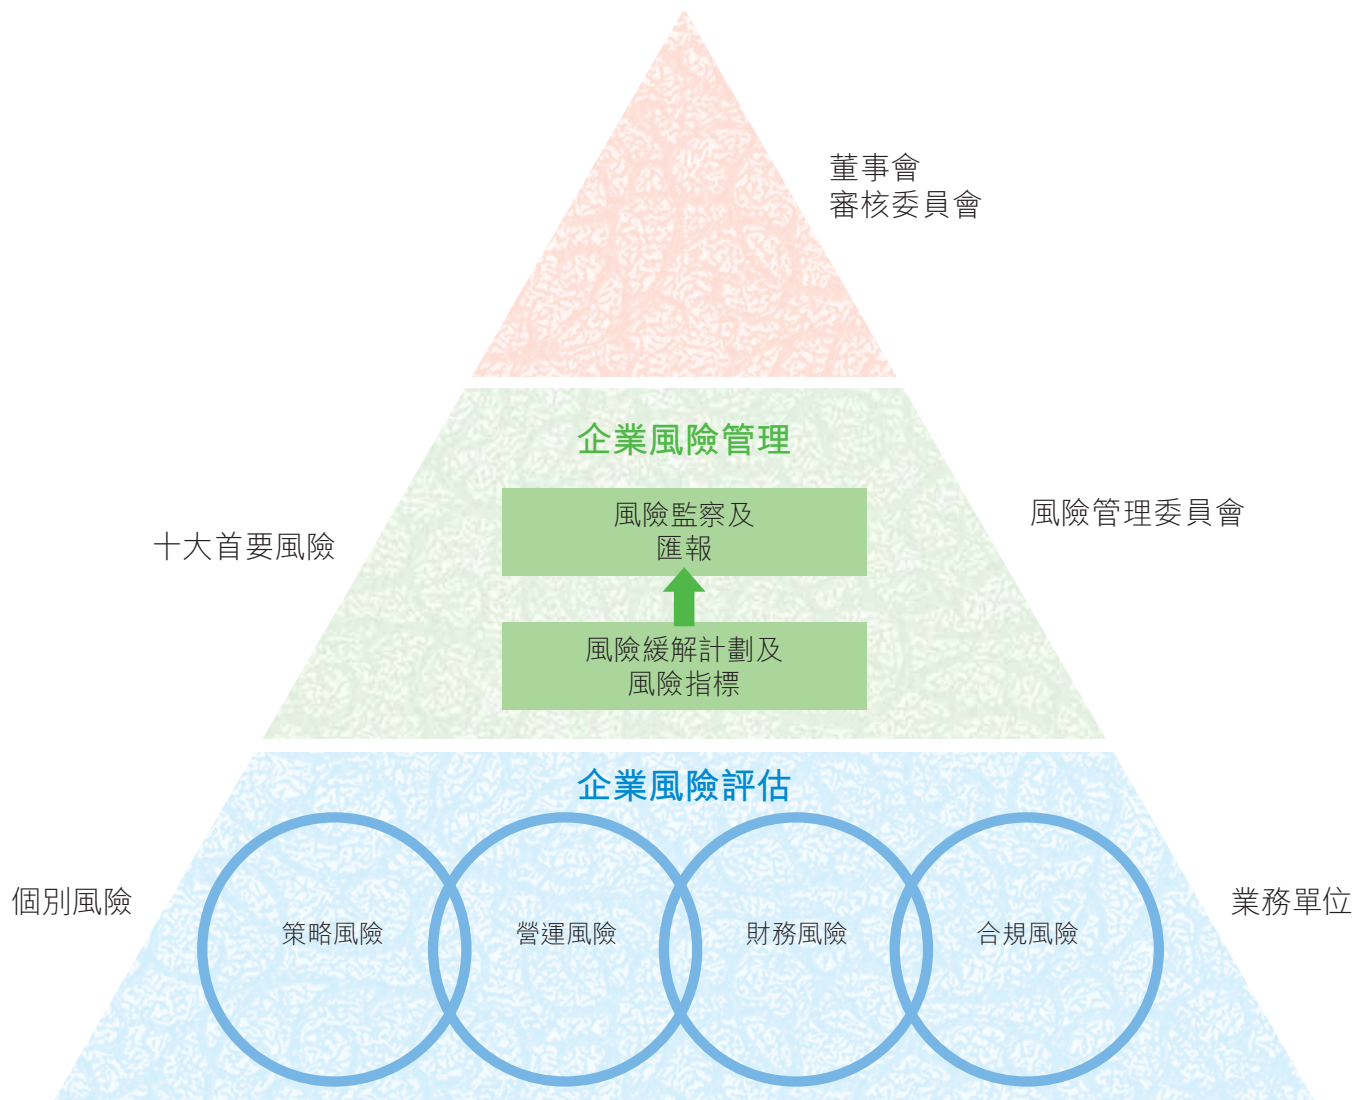 董事會
審核委員會
企業風險管理
風險監察及
匯報
十大首要風險
風險管理委員會
風險緩解計劃及
風險指標
企業風險評估
個別風險
策略風險
營運風險
財務風險
合規風險
業務單位